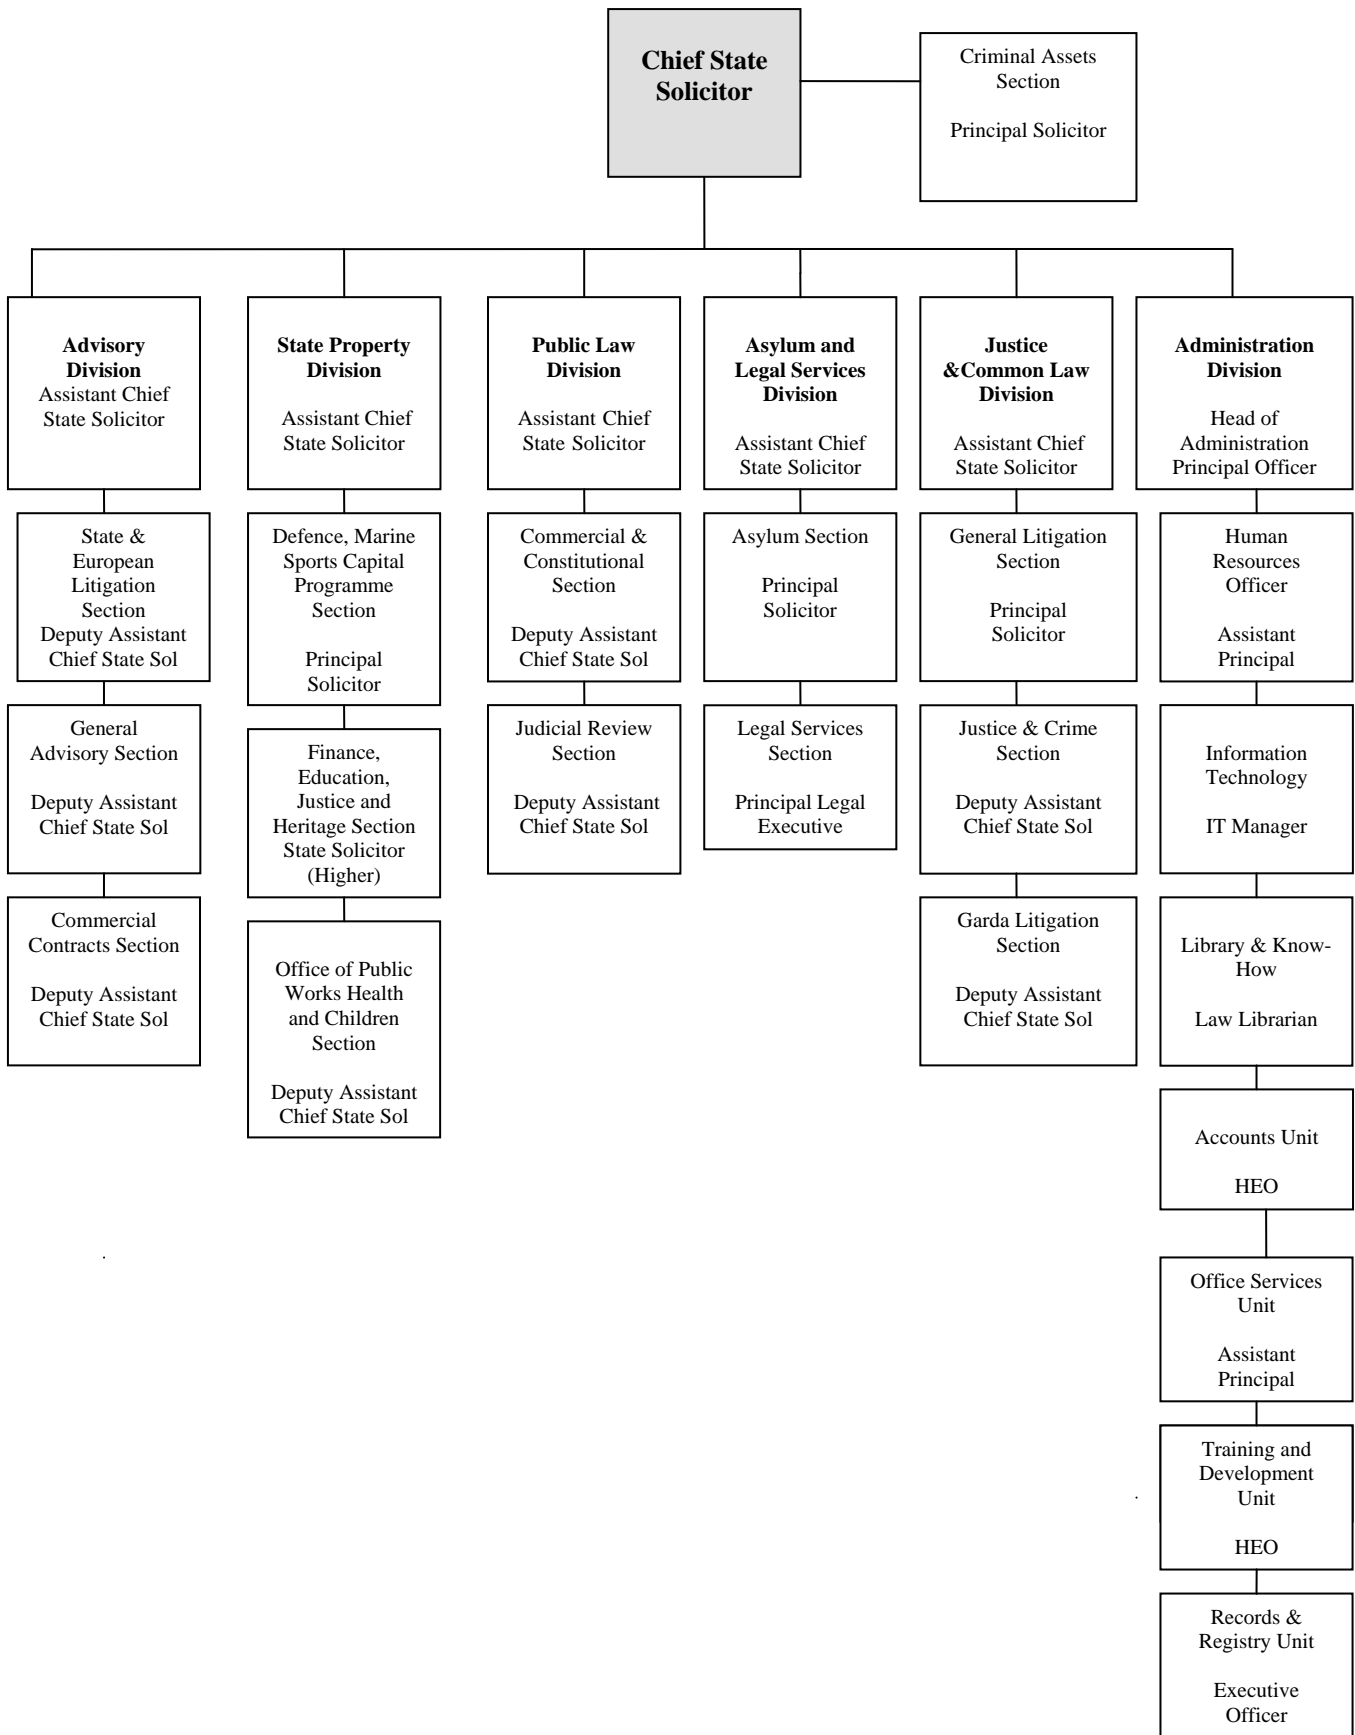 Chief State
Solicitor
Criminal Assets
Section
Principal Solicitor
Advisory
Division
Assistant Chief
State Solicitor
State & 
European
Litigation
Section
Deputy Assistant
Chief State Sol
General
Advisory Section
Deputy Assistant
Chief State Sol
Commercial
Contracts Section
Deputy Assistant
Chief State Sol
State Property
Division
Assistant Chief
State Solicitor
Defence, Marine
Sports Capital
Programme
Section
Principal
Solicitor
Finance,
Education,
Justice and
Heritage Section
State Solicitor
(Higher)
Office of Public
Works Health
and Children
Section
Deputy Assistant
Chief State Sol
Public Law
Division
Assistant Chief
State Solicitor
Commercial &
Constitutional
Section
Deputy Assistant
Chief State Sol
Judicial Review
Section
Deputy Assistant
Chief State Sol
Asylum and
Legal Services
Division
Assistant Chief
State Solicitor
Asylum Section
Principal
Solicitor
Legal Services
Section
Principal Legal
Executive
Justice
&Common Law
Division
Assistant Chief
State Solicitor
General Litigation
Section
Principal
Solicitor
Justice & Crime
Section
Deputy Assistant
Chief State Sol
Garda Litigation
Section
Deputy Assistant
Chief State Sol
Administration
Division
Head of
Administration
Principal Officer
Human
Resources
Officer
Assistant
Principal
Information
Technology
IT Manager
Library & Know-
How
Law Librarian
Accounts Unit
HEO
Office Services
Unit
Assistant
Principal
Training and
Development
Unit
HEO
Records &
Registry Unit
Executive
Officer